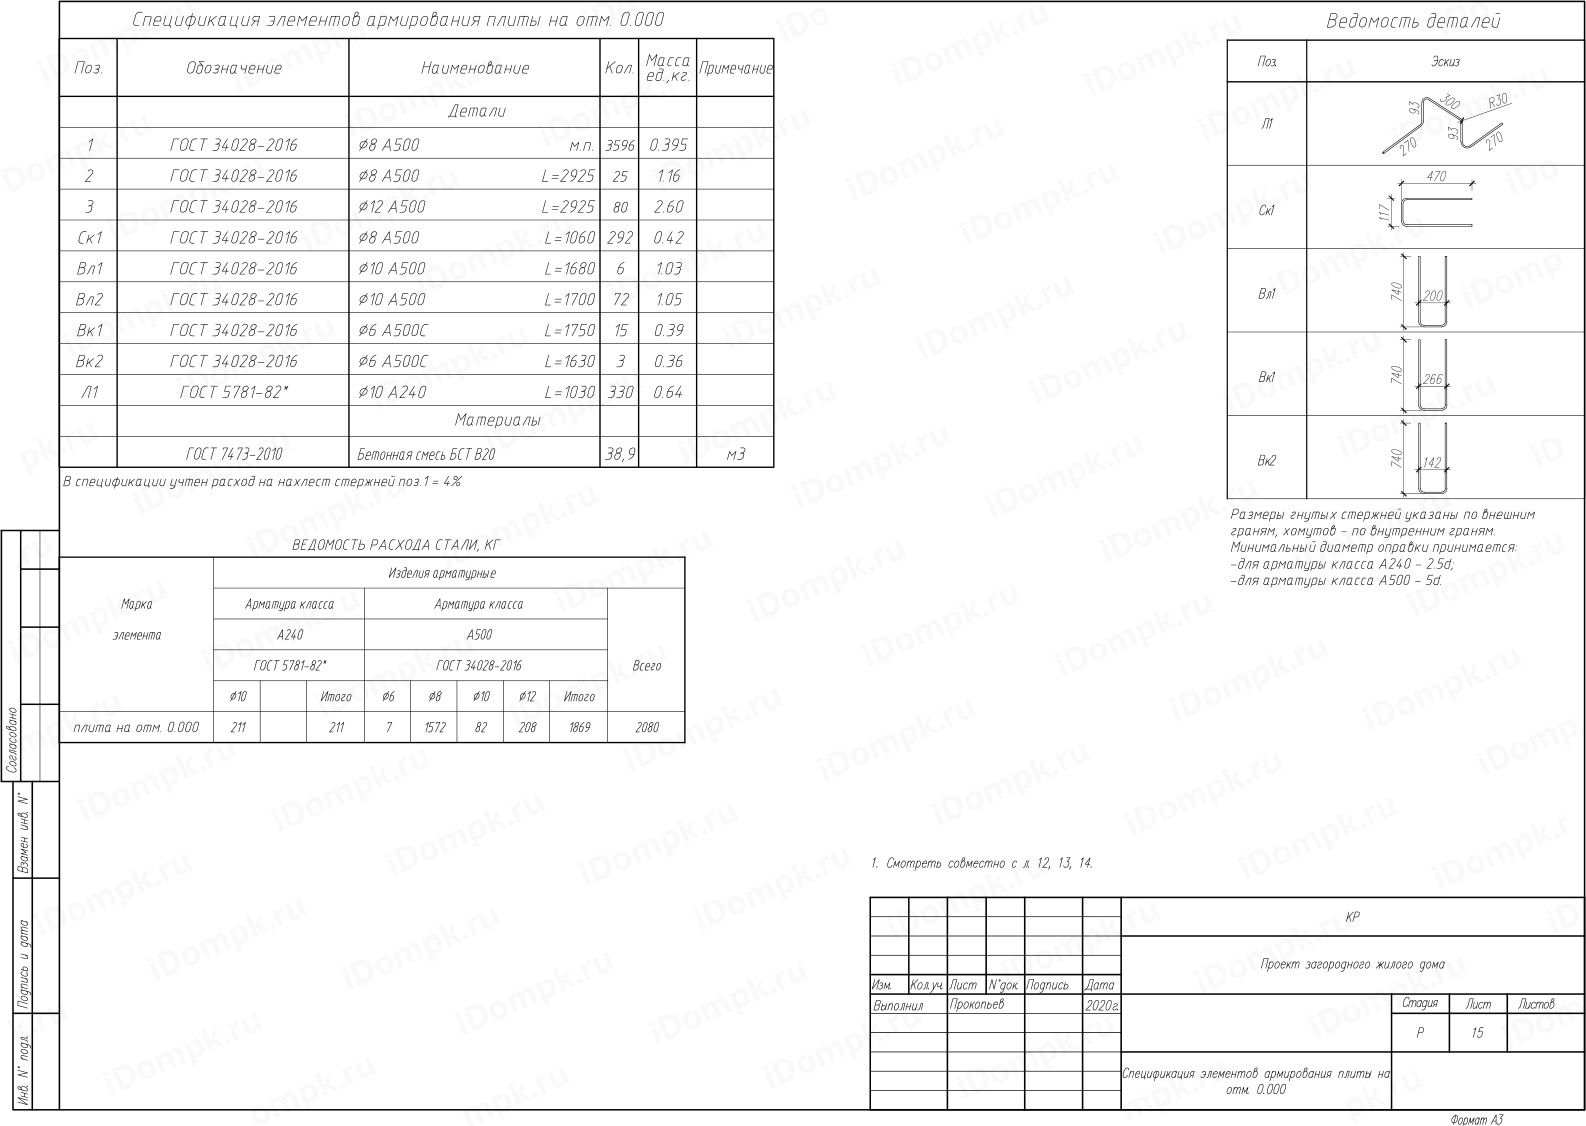 Спецификация элементов армирования плиты на отм. 0.000
Поз. Обозначение Наименование Кол. Масса ед.,кг. Примечание
Детали
1 ГОСТ 34028-2016 ⌀8 А500 м.п. 3596 0.395
2 ГОСТ 34028-2016 ⌀8 А500 L=2925 25 1.16
3 ГОСТ 34028-2016 ⌀12 А500 L=2925 80 2.60
Ск1 ГОСТ 34028-2016 ⌀8 А500 L=1060 292 0.42
Вл1 ГОСТ 34028-2016 ⌀10 А500 L=1680 6 1.03
Вл2 ГОСТ 34028-2016 ⌀10 А500 L=1700 72 1.05
Вк1 ГОСТ 34028-2016 ⌀6 А500С L=1750 15 0.39
Вк2 ГОСТ 34028-2016 ⌀6 А500С L=1630 3 0.36
Л1 ГОСТ 5781-82* ⌀10 А240 L=1030 330 0.64
Материалы
ГОСТ 7473-2010 Бетонная смесь БСТ В20 38,9 м3
В спецификации учтен расход на нахлест стержней поз.1 = 4%
ВЕДОМОСТЬ РАСХОДА СТАЛИ, КГ
Марка
элемента
Изделия арматурные
Арматура класса Арматура класса
А240 А500
ГОСТ 5781-82* ГОСТ 34028-2016 Всего
⌀10 Итого ⌀6 ⌀8 ⌀10 ⌀12 Итого
плита на отм. 0.000 211 211 7 1572 82 208 1869 2080
Ведомость деталей
Поз. Эскиз
Л1 270 93 300 R30 93 270
Ск1 470 117
Вл1 740 200
Вк1 740 266
Вк2 740 142
Размеры гнутых стержней указаны по внешним
граням, хомутов – по внутренним граням.
Минимальный диаметр оправки принимается:
-для арматуры класса А240 – 2.5d;
-для арматуры класса А500 – 5d.
1. Смотреть совместно с л. 12, 13, 14.
Согласовано
Взамен инв. N°
Подпись и дата
Инв. N° подл.
КР
Проект загородного жилого дома
Изм. Кол.уч. Лист N°док. Подпись Дата
Выполнил Прокопьев 2020г.
Стадия Лист Листов
Р 15
Спецификация элементов армирования плиты на
отм. 0.000
Формат А3
iDompk.ru